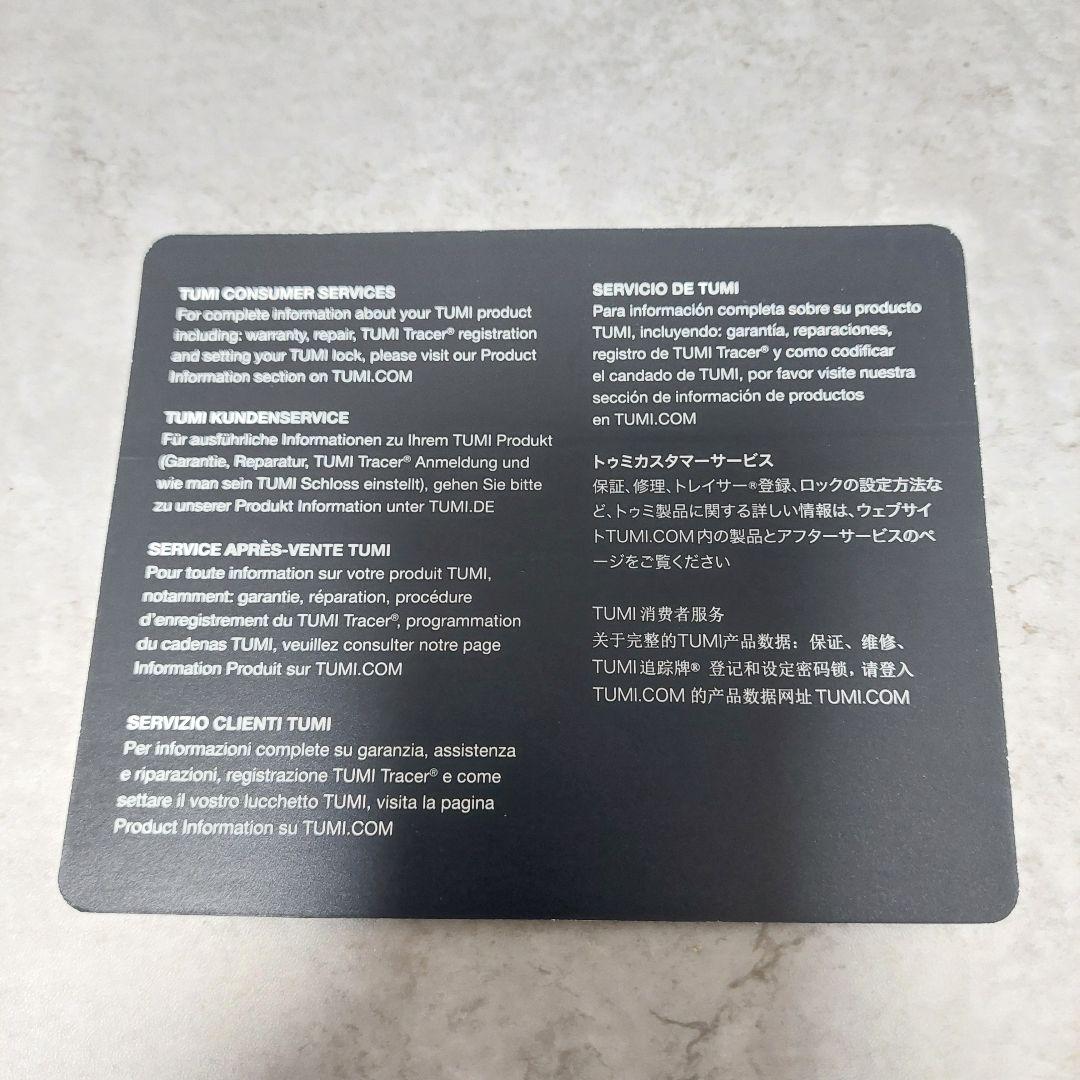 TUMI CONSUMER SERVICES
For complete information about your TUMI product
including: warranty, repair, TUMI Tracer® registration
and setting your TUMI lock, please visit our Product
Information section on TUMI.COM
TUMI KUNDENSERVICE
Für ausführliche Informationen zu Ihrem TUMI Produkt
(Garantie, Reparatur, TUMI Tracer® Anmeldung und
wie man sein TUMI Schloss einstellt), gehen Sie bitte
zu unserer Produkt Information unter TUMI.DE
SERVICE APRÈS-VENTE TUMI
Pour toute information sur votre produit TUMI,
notamment: garantie, réparation, procédure
d'enregistrement du TUMI Tracer®, programmation
du cadenas TUMI, veuillez consulter notre page
Information Produit sur TUMI.COM
SERVIZIO CLIENTI TUMI
Per informazioni complete su garanzia, assistenza
e riparazioni, registrazione TUMI Tracer® e come
settare il vostro lucchetto TUMI, visita la pagina
Product Information su TUMI.COM
SERVICIO DE TUMI
Para información completa sobre su producto
TUMI, incluyendo: garantía, reparaciones,
registro de TUMI Tracer® y como codificar
el candado de TUMI, por favor visite nuestra
sección de información de productos
en TUMI.COM
トゥミカスタマーサービス
保証、修理、トレイサー®登録、ロックの設定方法な
ど、トゥミ製品に関する詳しい情報は、ウェブサイ
トTUMI.COM内の製品とアフターサービスのペ
ージをご覧ください
TUMI 消费者服务
关于完整的TUMI产品数据：保证、维修、
TUMI追踪牌® 登记和设定密码锁，请登入
TUMI.COM 的产品数据网址 TUMI.COM